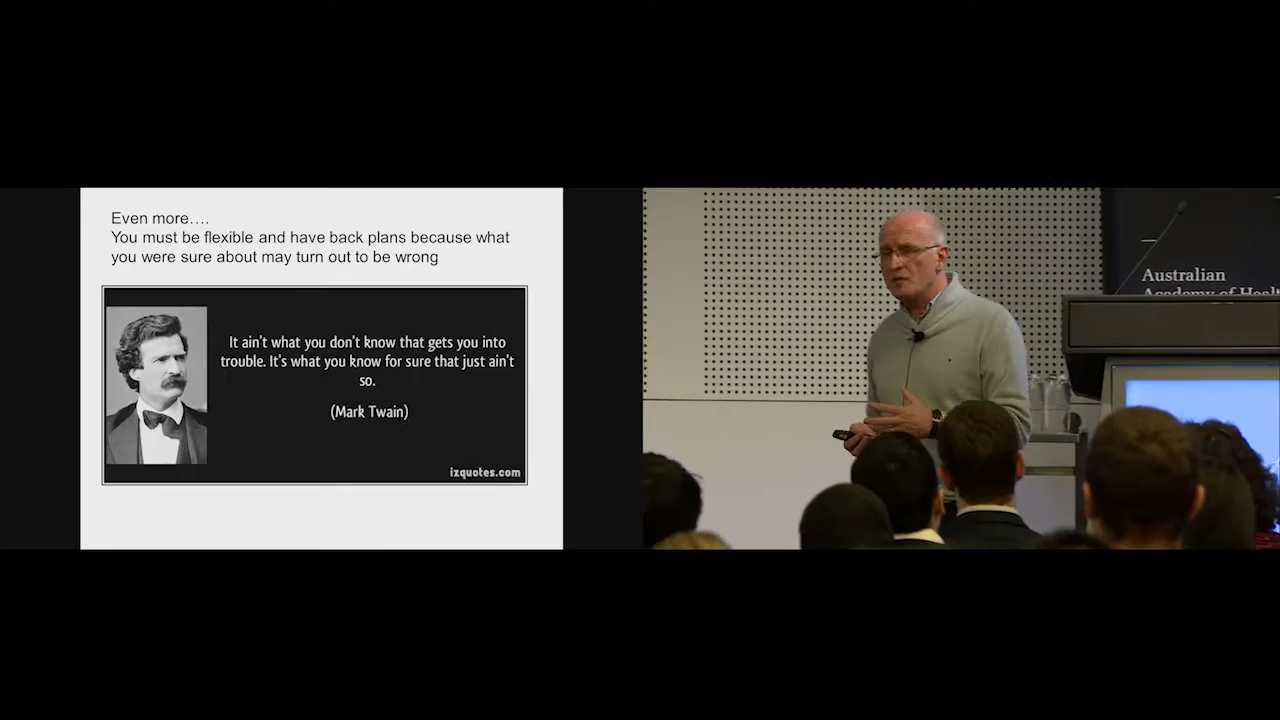 Even more….
You must be flexible and have back plans because what
you were sure about may turn out to be wrong
It ain't what you don't know that gets you into
trouble. It's what you know for sure that just ain't
so.
(Mark Twain)
izquotes.com
Australian
Academy of